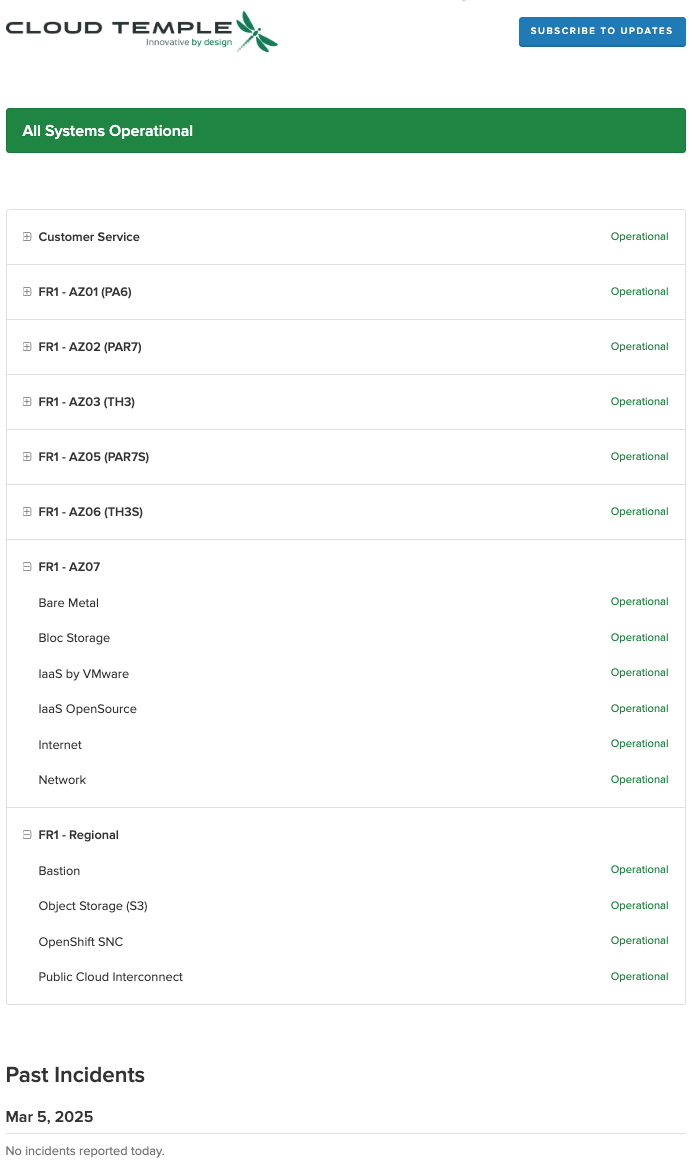 CLOUD TEMPLE
Innovative by design
SUBSCRIBE TO UPDATES
All Systems Operational
Customer Service Operational
FR1 - AZ01 (PA6) Operational
FR1 - AZ02 (PAR7) Operational
FR1 - AZ03 (TH3) Operational
FR1 - AZ05 (PAR7S) Operational
FR1 - AZ06 (TH3S) Operational
FR1 - AZ07
Bare Metal Operational
Bloc Storage Operational
IaaS by VMware Operational
IaaS OpenSource Operational
Internet Operational
Network Operational
FR1 - Regional
Bastion Operational
Object Storage (S3) Operational
OpenShift SNC Operational
Public Cloud Interconnect Operational
Past Incidents
Mar 5, 2025
No incidents reported today.